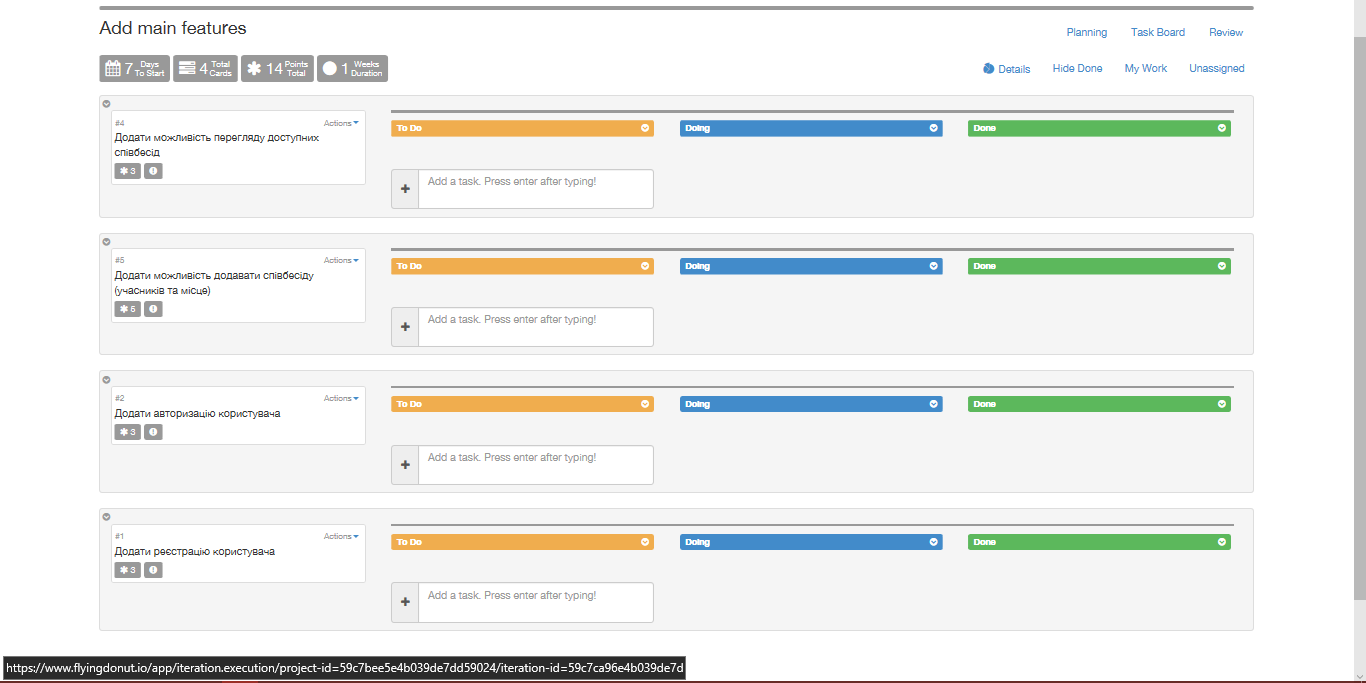 Add main features
Planning Task Board Review
7 Days To Start 4 Total Cards 14 Points Total 1 Weeks Duration
Details Hide Done My Work Unassigned
#4 Actions
Додати можливість перегляду доступних
співбесід
3
To Do Doing Done
Add a task. Press enter after typing!
#5 Actions
Додати можливість додавати співбесіду
(учасників та місце)
5
To Do Doing Done
Add a task. Press enter after typing!
#2 Actions
Додати авторизацію користувача
3
To Do Doing Done
Add a task. Press enter after typing!
#1 Actions
Додати реєстрацію користувача
3
To Do Doing Done
Add a task. Press enter after typing!
https://www.flyingdonut.io/app/iteration.execution/project-id=59c7bee5e4b039de7dd59024/iteration-id=59c7ca96e4b039de7d